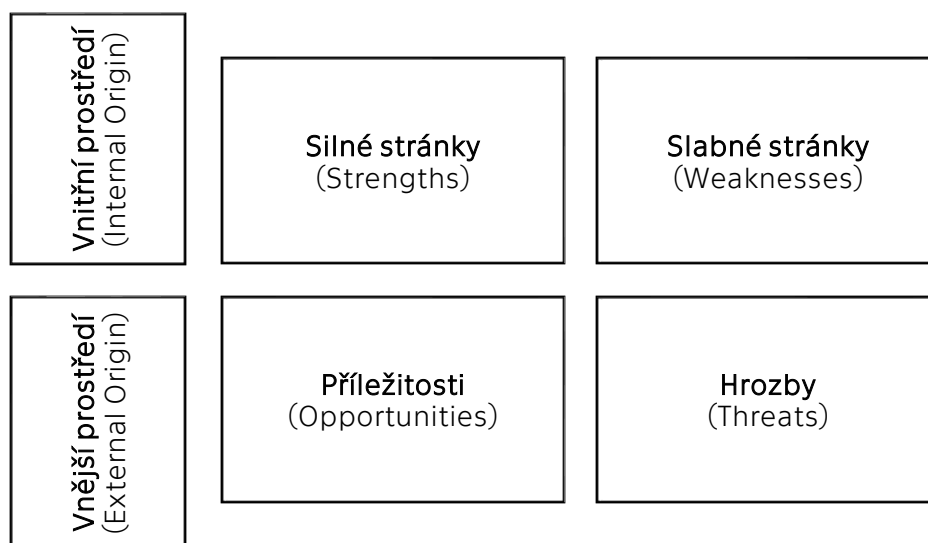 Vnitřní prostředí
(Internal Origin)
Silné stránky
(Strengths)
Slabné stránky
(Weaknesses)
Vnější prostředí
(External Origin)
Příležitosti
(Opportunities)
Hrozby
(Threats)